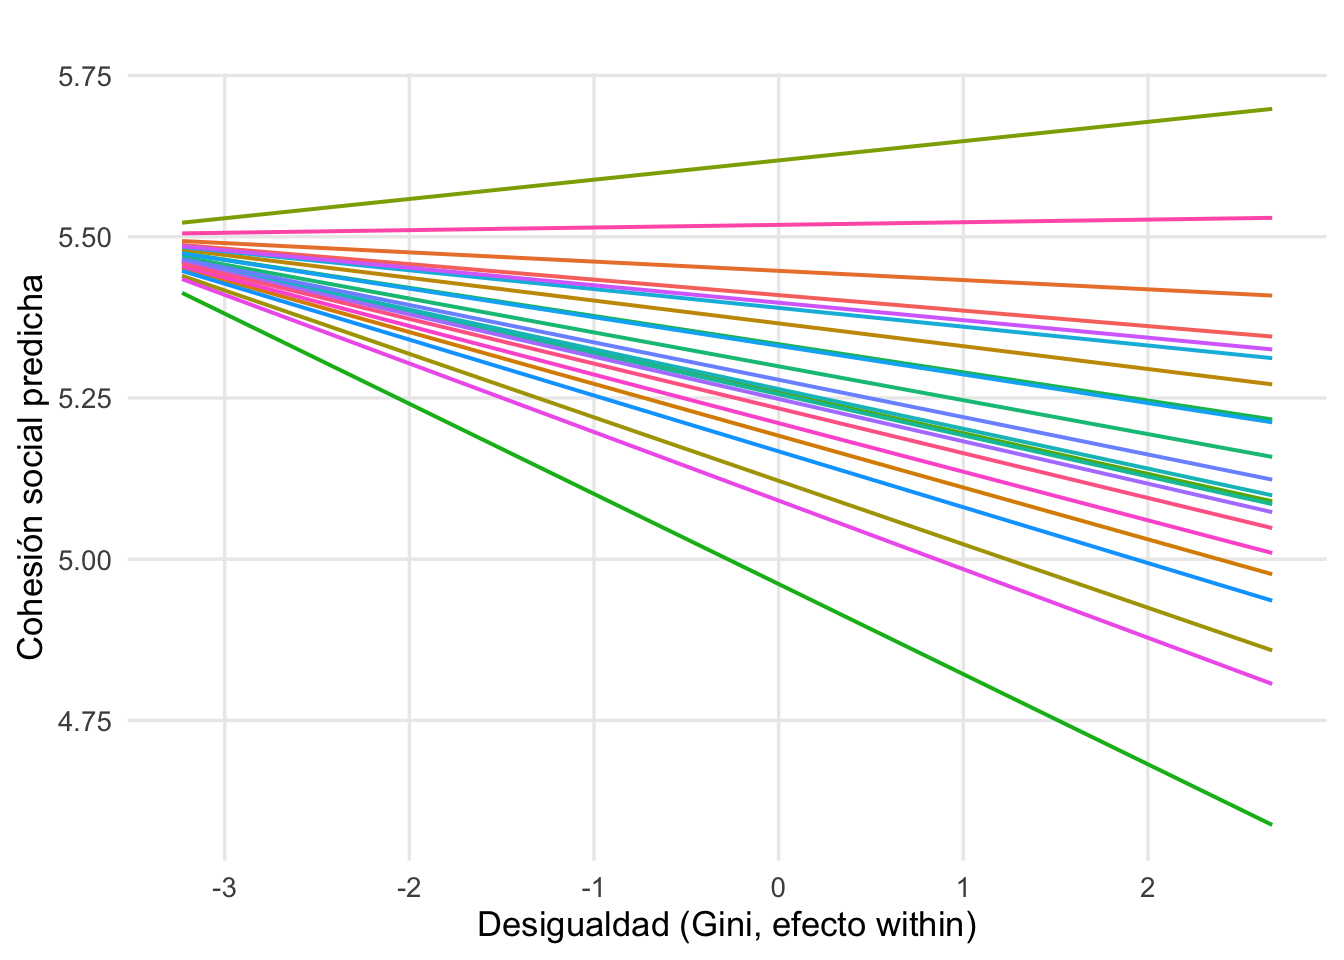 Cohesión social predicha
5.75
5.50
5.25
5.00
4.75
-3 -2 -1 0 1 2
Desigualdad (Gini, efecto within)